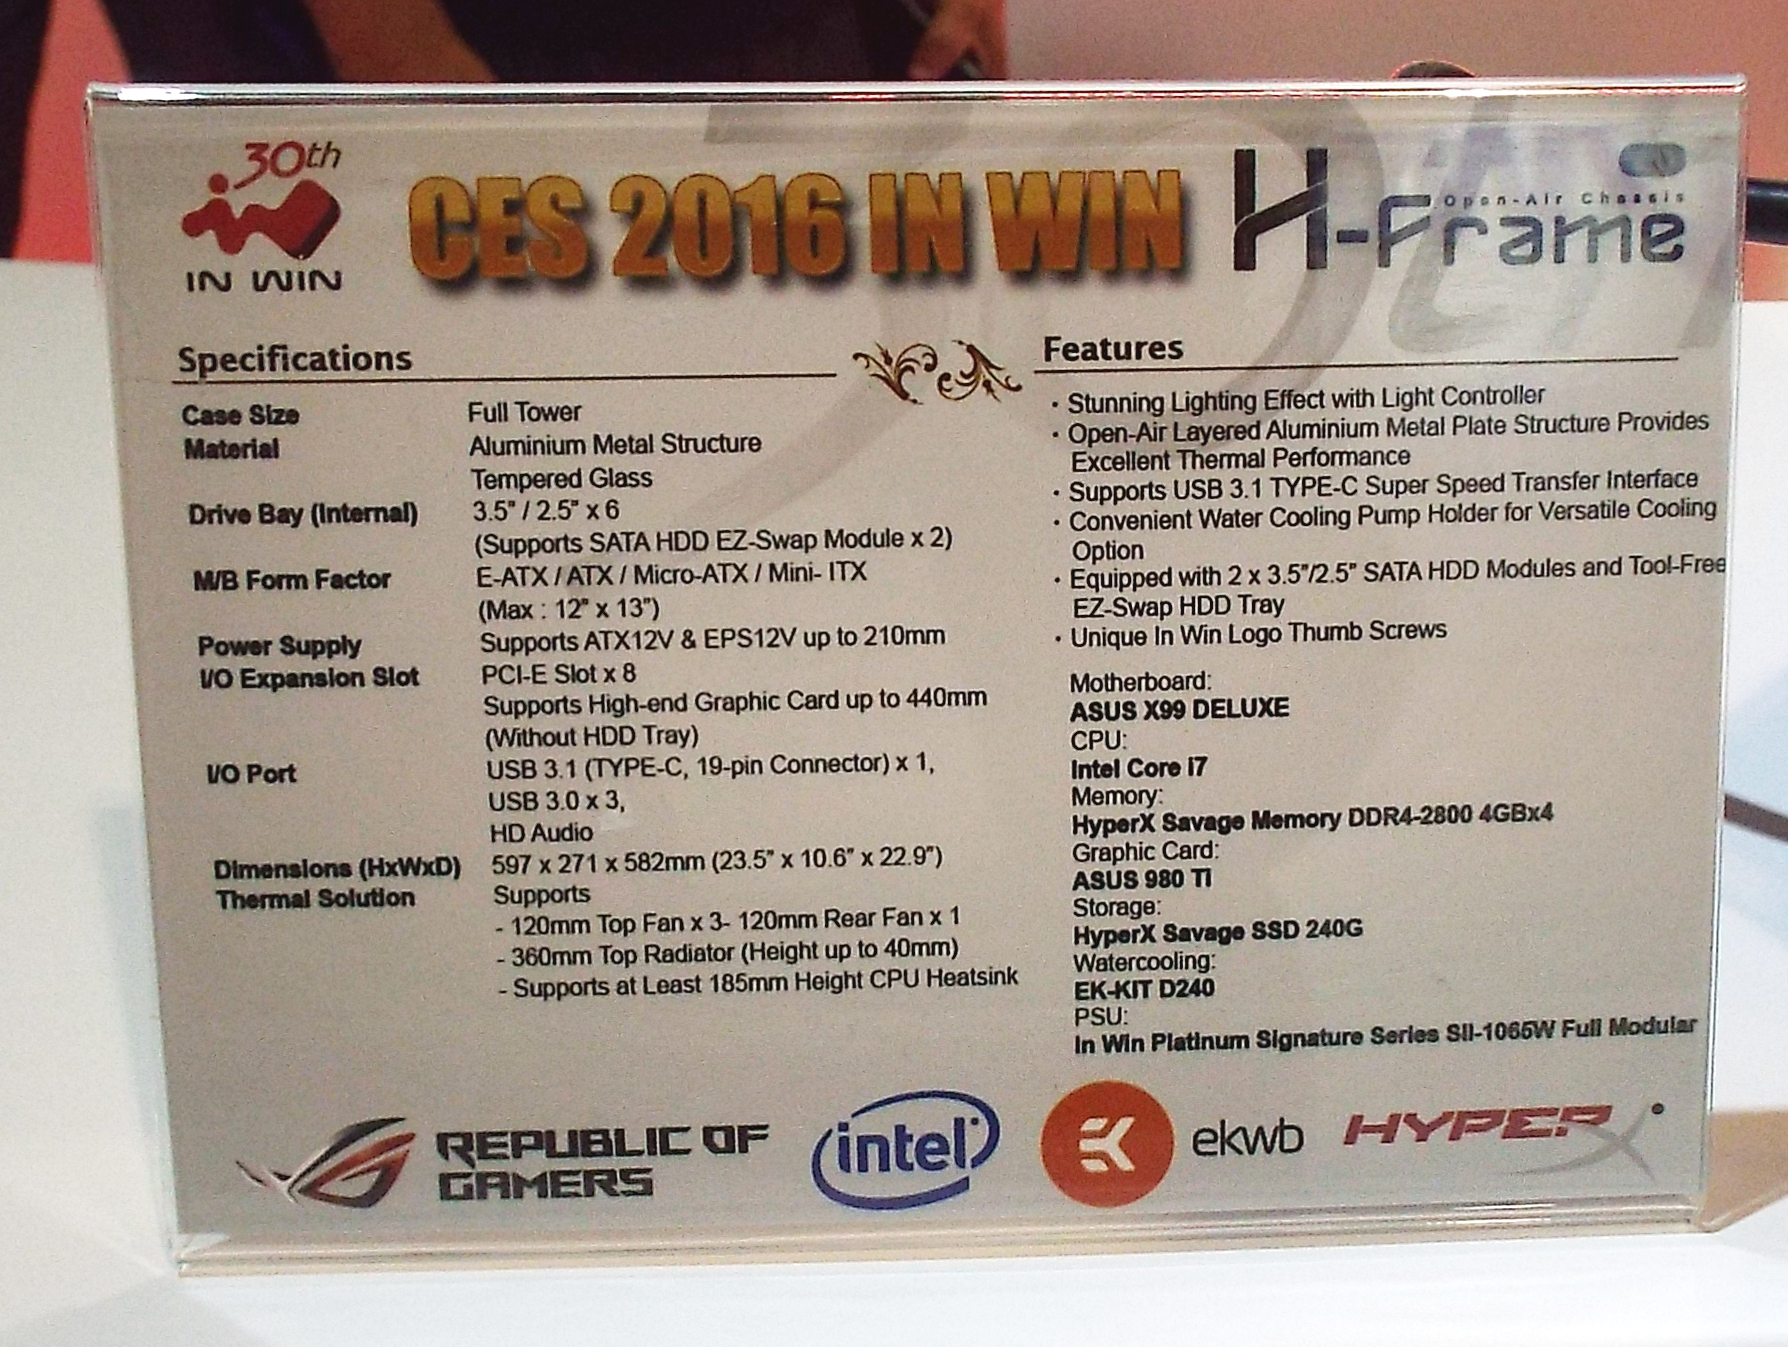 30th
IN WIN
CES 2016 IN WIN
H-Frame
Open-Air Chassis
Specifications
Case Size Full Tower
Material Aluminium Metal Structure
Tempered Glass
Drive Bay (Internal) 3.5" / 2.5" x 6
(Supports SATA HDD EZ-Swap Module x 2)
M/B Form Factor E-ATX / ATX / Micro-ATX / Mini- ITX
(Max : 12" x 13")
Power Supply Supports ATX12V & EPS12V up to 210mm
I/O Expansion Slot PCI-E Slot x 8
Supports High-end Graphic Card up to 440mm
(Without HDD Tray)
I/O Port USB 3.1 (TYPE-C, 19-pin Connector) x 1,
USB 3.0 x 3,
HD Audio
Dimensions (HxWxD) 597 x 271 x 582mm (23.5" x 10.6" x 22.9")
Thermal Solution Supports
- 120mm Top Fan x 3- 120mm Rear Fan x 1
- 360mm Top Radiator (Height up to 40mm)
- Supports at Least 185mm Height CPU Heatsink
Features
· Stunning Lighting Effect with Light Controller
· Open-Air Layered Aluminium Metal Plate Structure Provides
Excellent Thermal Performance
· Supports USB 3.1 TYPE-C Super Speed Transfer Interface
· Convenient Water Cooling Pump Holder for Versatile Cooling
Option
· Equipped with 2 x 3.5"/2.5" SATA HDD Modules and Tool-Free
EZ-Swap HDD Tray
· Unique In Win Logo Thumb Screws
Motherboard:
ASUS X99 DELUXE
CPU:
Intel Core i7
Memory:
HyperX Savage Memory DDR4-2800 4GBx4
Graphic Card:
ASUS 980 Ti
Storage:
HyperX Savage SSD 240G
Watercooling:
EK-KIT D240
PSU:
In Win Platinum Signature Series SII-1065W Full Modular
REPUBLIC OF
GAMERS
intel
EK
ekwb
HYPERX